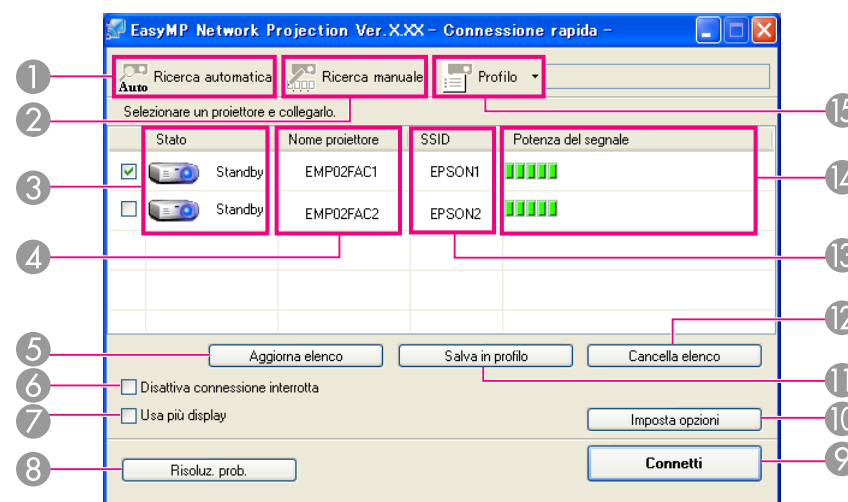 EasyMP Network Projection Ver.X.XX – Connessione rapida –
1 Auto Ricerca automatica Ricerca manuale Profilo
15
2 Selezionare un proiettore e collegarlo.
Stato Nome proiettore SSID Potenza del segnale
3 Standby EMP02FAC1 EPSON1 14
Standby EMP02FAC2 EPSON2
4 13
12
5 Aggiorna elenco Salva in profilo Cancella elenco
6 Disattiva connessione interrotta 11
7 Usa più display Imposta opzioni 10
8 Risoluz. prob. Connetti 9